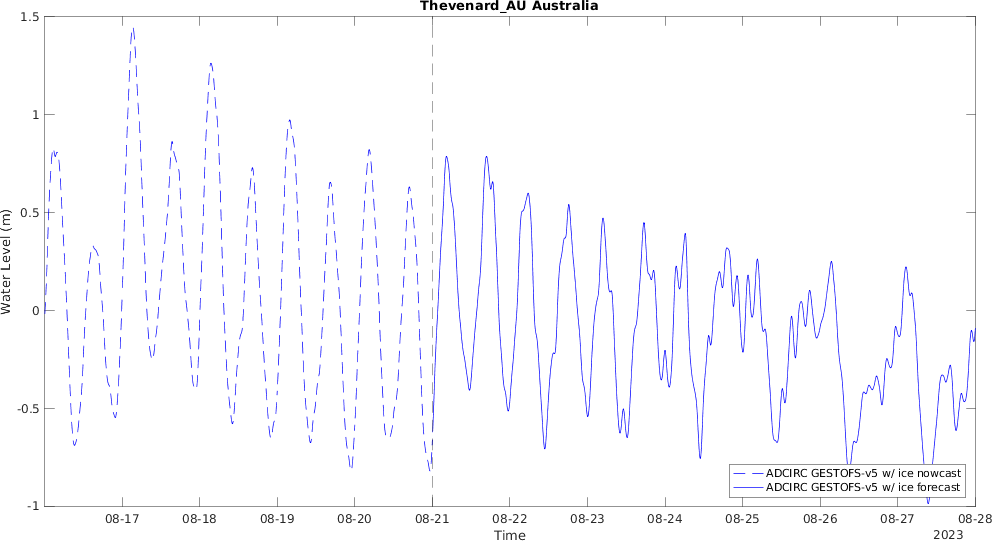 Thevenard_AU Australia
Water Level (m)
1.5
1
0.5
0
-0.5
-1
08-17 08-18 08-19 08-20 08-21 08-22 08-23 08-24 08-25 08-26 08-27 08-28
Time
2023
ADCIRC GESTOFS-v5 w/ ice nowcast
ADCIRC GESTOFS-v5 w/ ice forecast